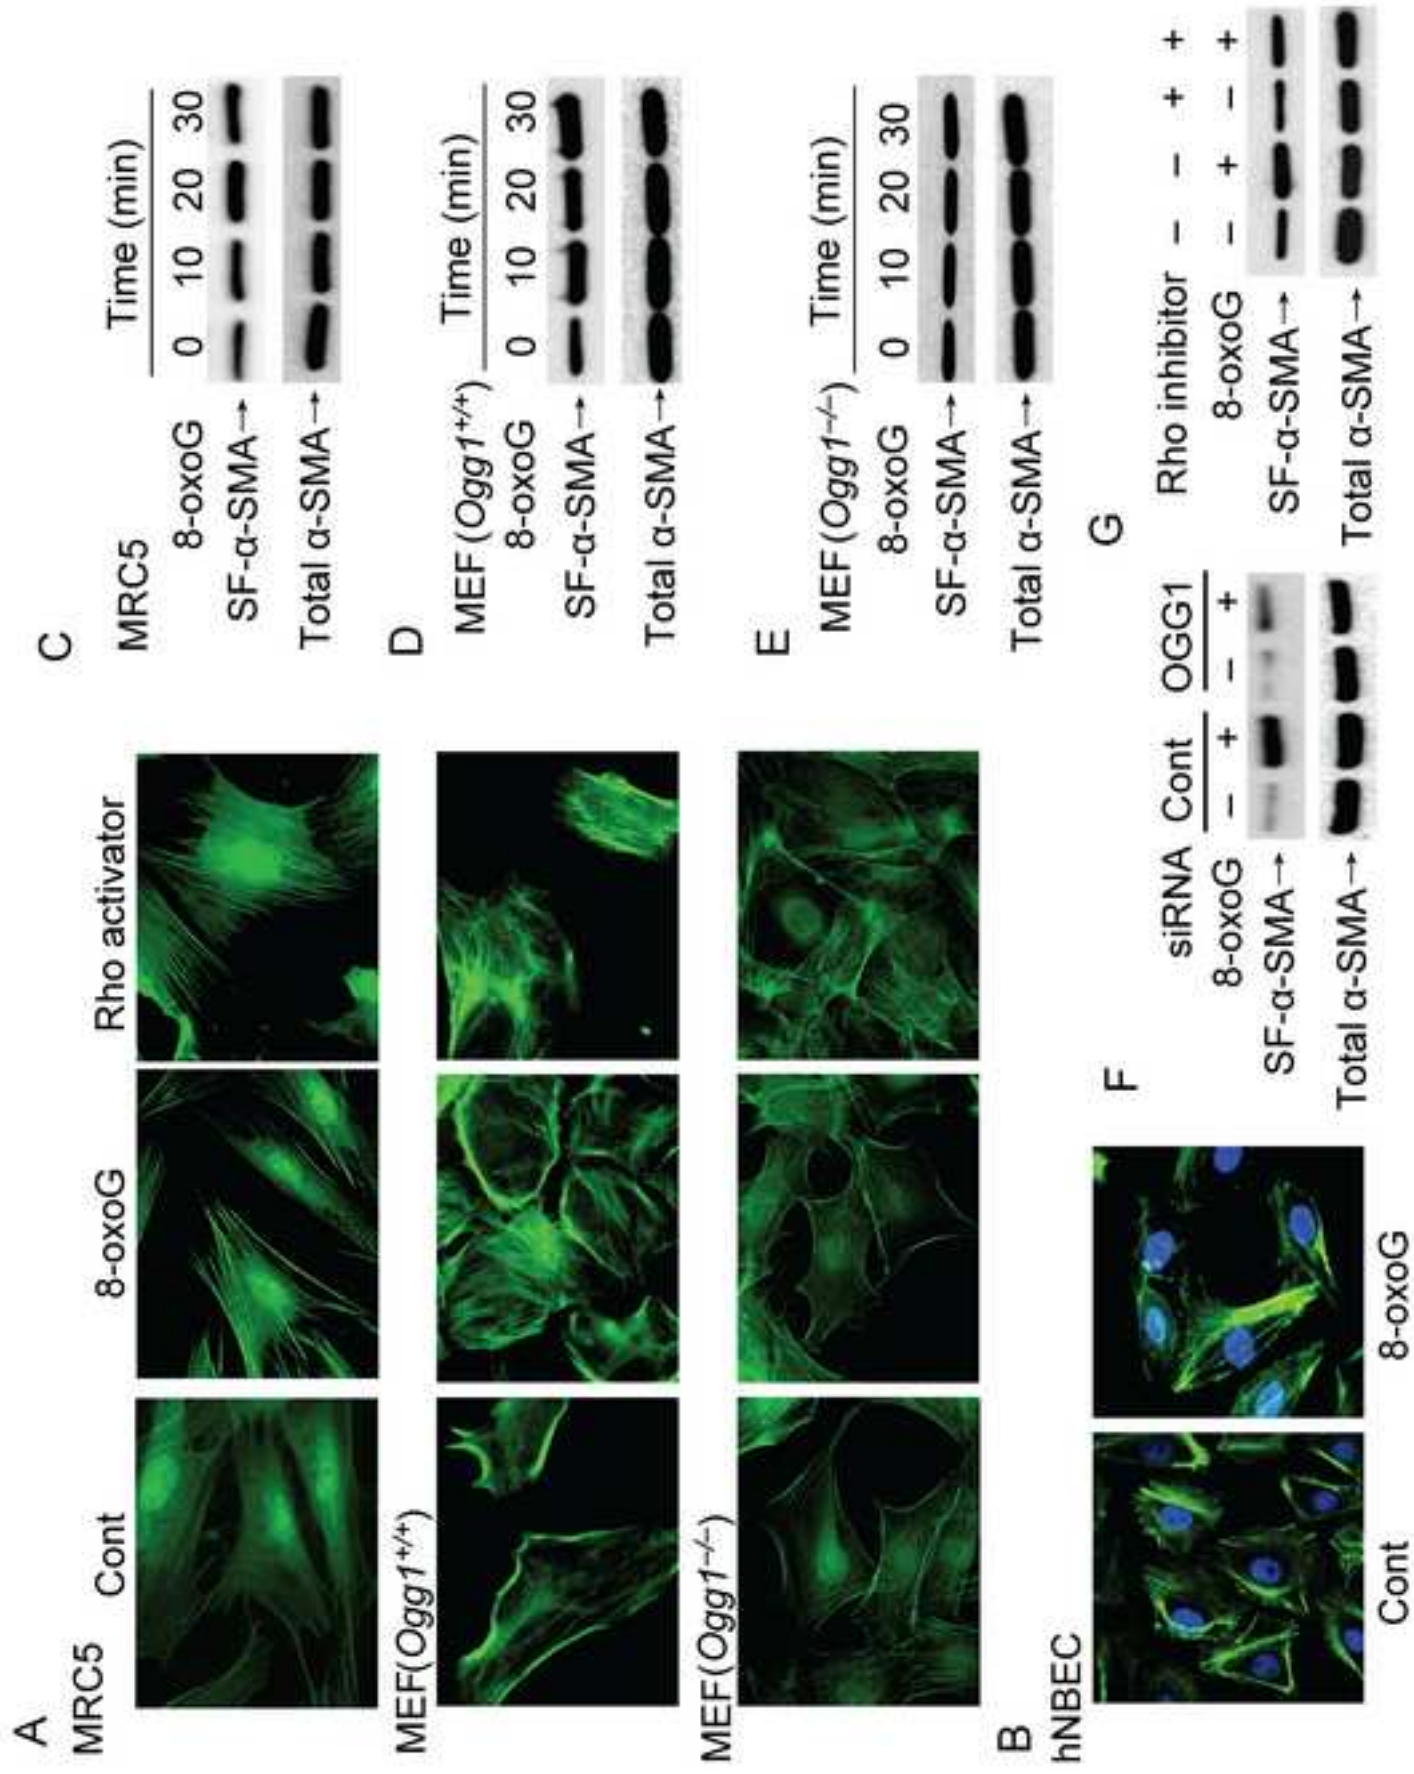 A
Cont 8-oxoG Rho activator
MRC5
MEF(Ogg1+/+)
MEF(Ogg1−/−)
B
hNBEC
Cont 8-oxoG
C
MRC5 Time (min)
8-oxoG 0 10 20 30
SF-α-SMA→
Total α-SMA→
D
MEF(Ogg1+/+) Time (min)
8-oxoG 0 10 20 30
SF-α-SMA→
Total α-SMA→
E
MEF(Ogg1−/−) Time (min)
8-oxoG 0 10 20 30
SF-α-SMA→
Total α-SMA→
F
siRNA Cont OGG1
8-oxoG − + − +
SF-α-SMA→
Total α-SMA→
G
Rho inhibitor − − + +
8-oxoG − + − +
SF-α-SMA→
Total α-SMA→